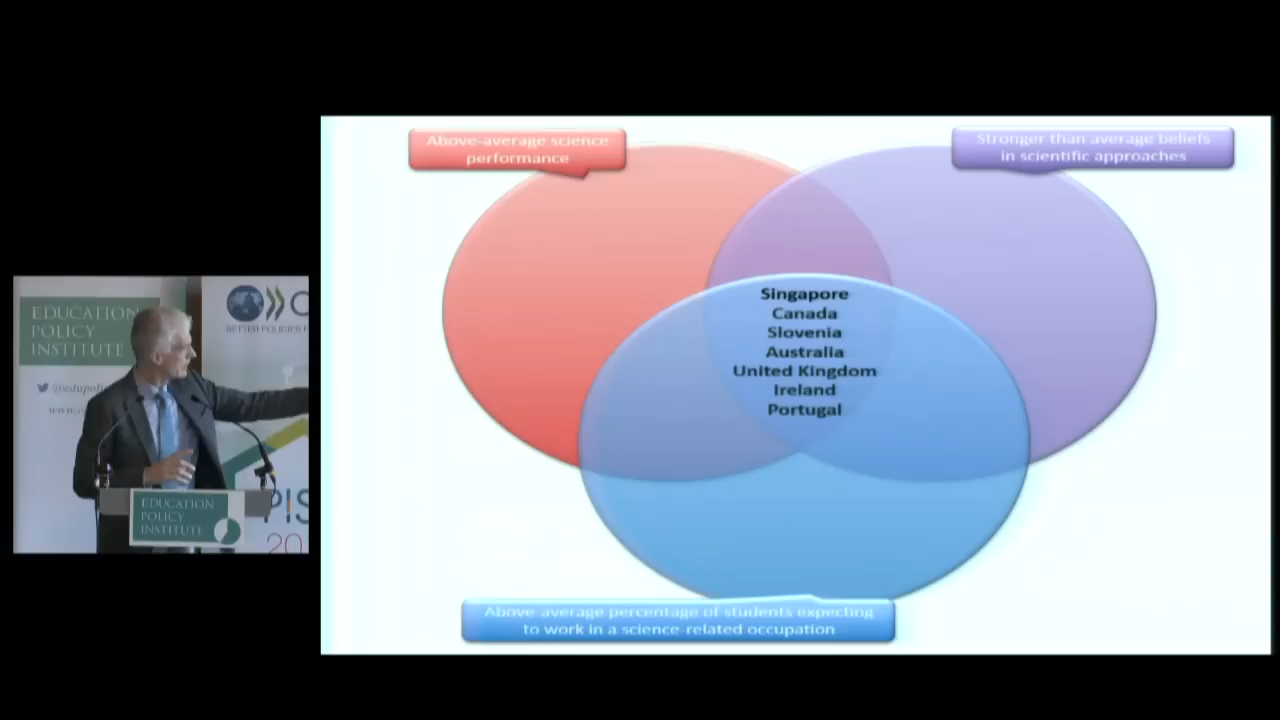 EDUCATION
POLICY
INSTITUTE
BETTER POLICIES
EDUCATION
POLICY
INSTITUTE
PIS
20
Above-average science
performance
Stronger than average beliefs
in scientific approaches
Singapore
Canada
Slovenia
Australia
United Kingdom
Ireland
Portugal
Above average percentage of students expecting
to work in a science-related occupation